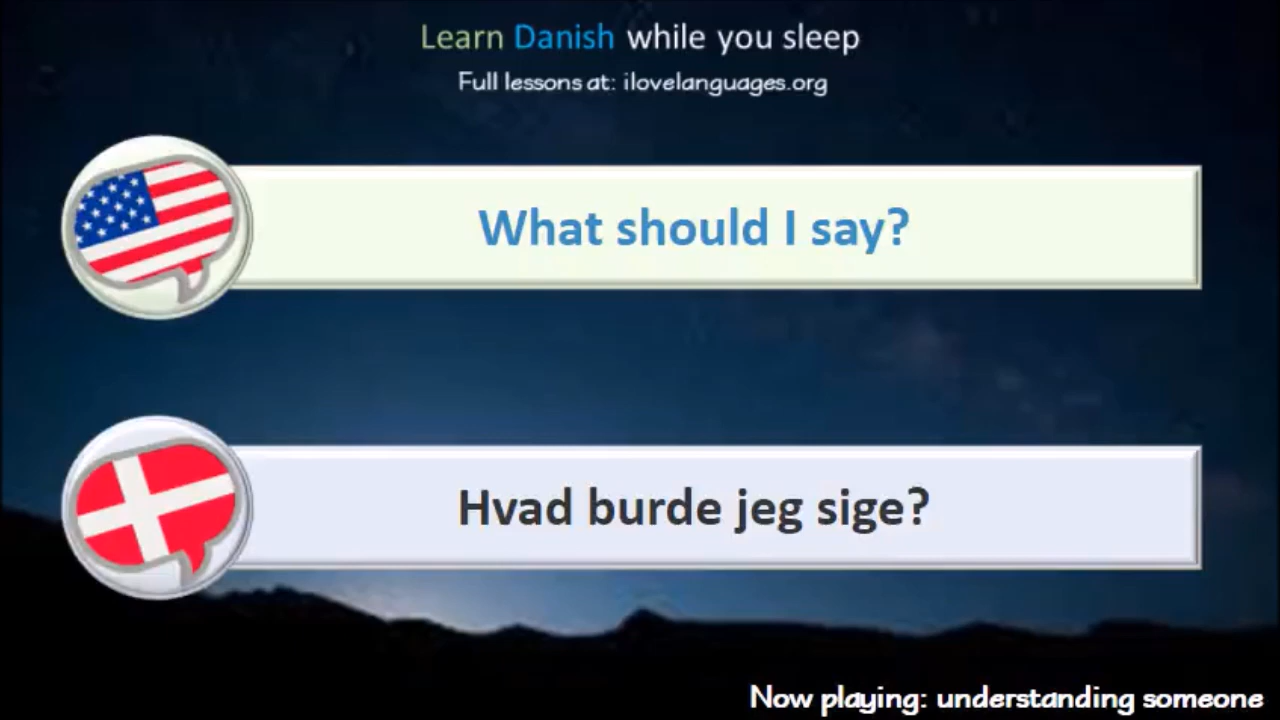 Learn Danish while you sleep
Full lessons at: ilovelanguages.org
What should I say?
Hvad burde jeg sige?
Now playing: understanding someone